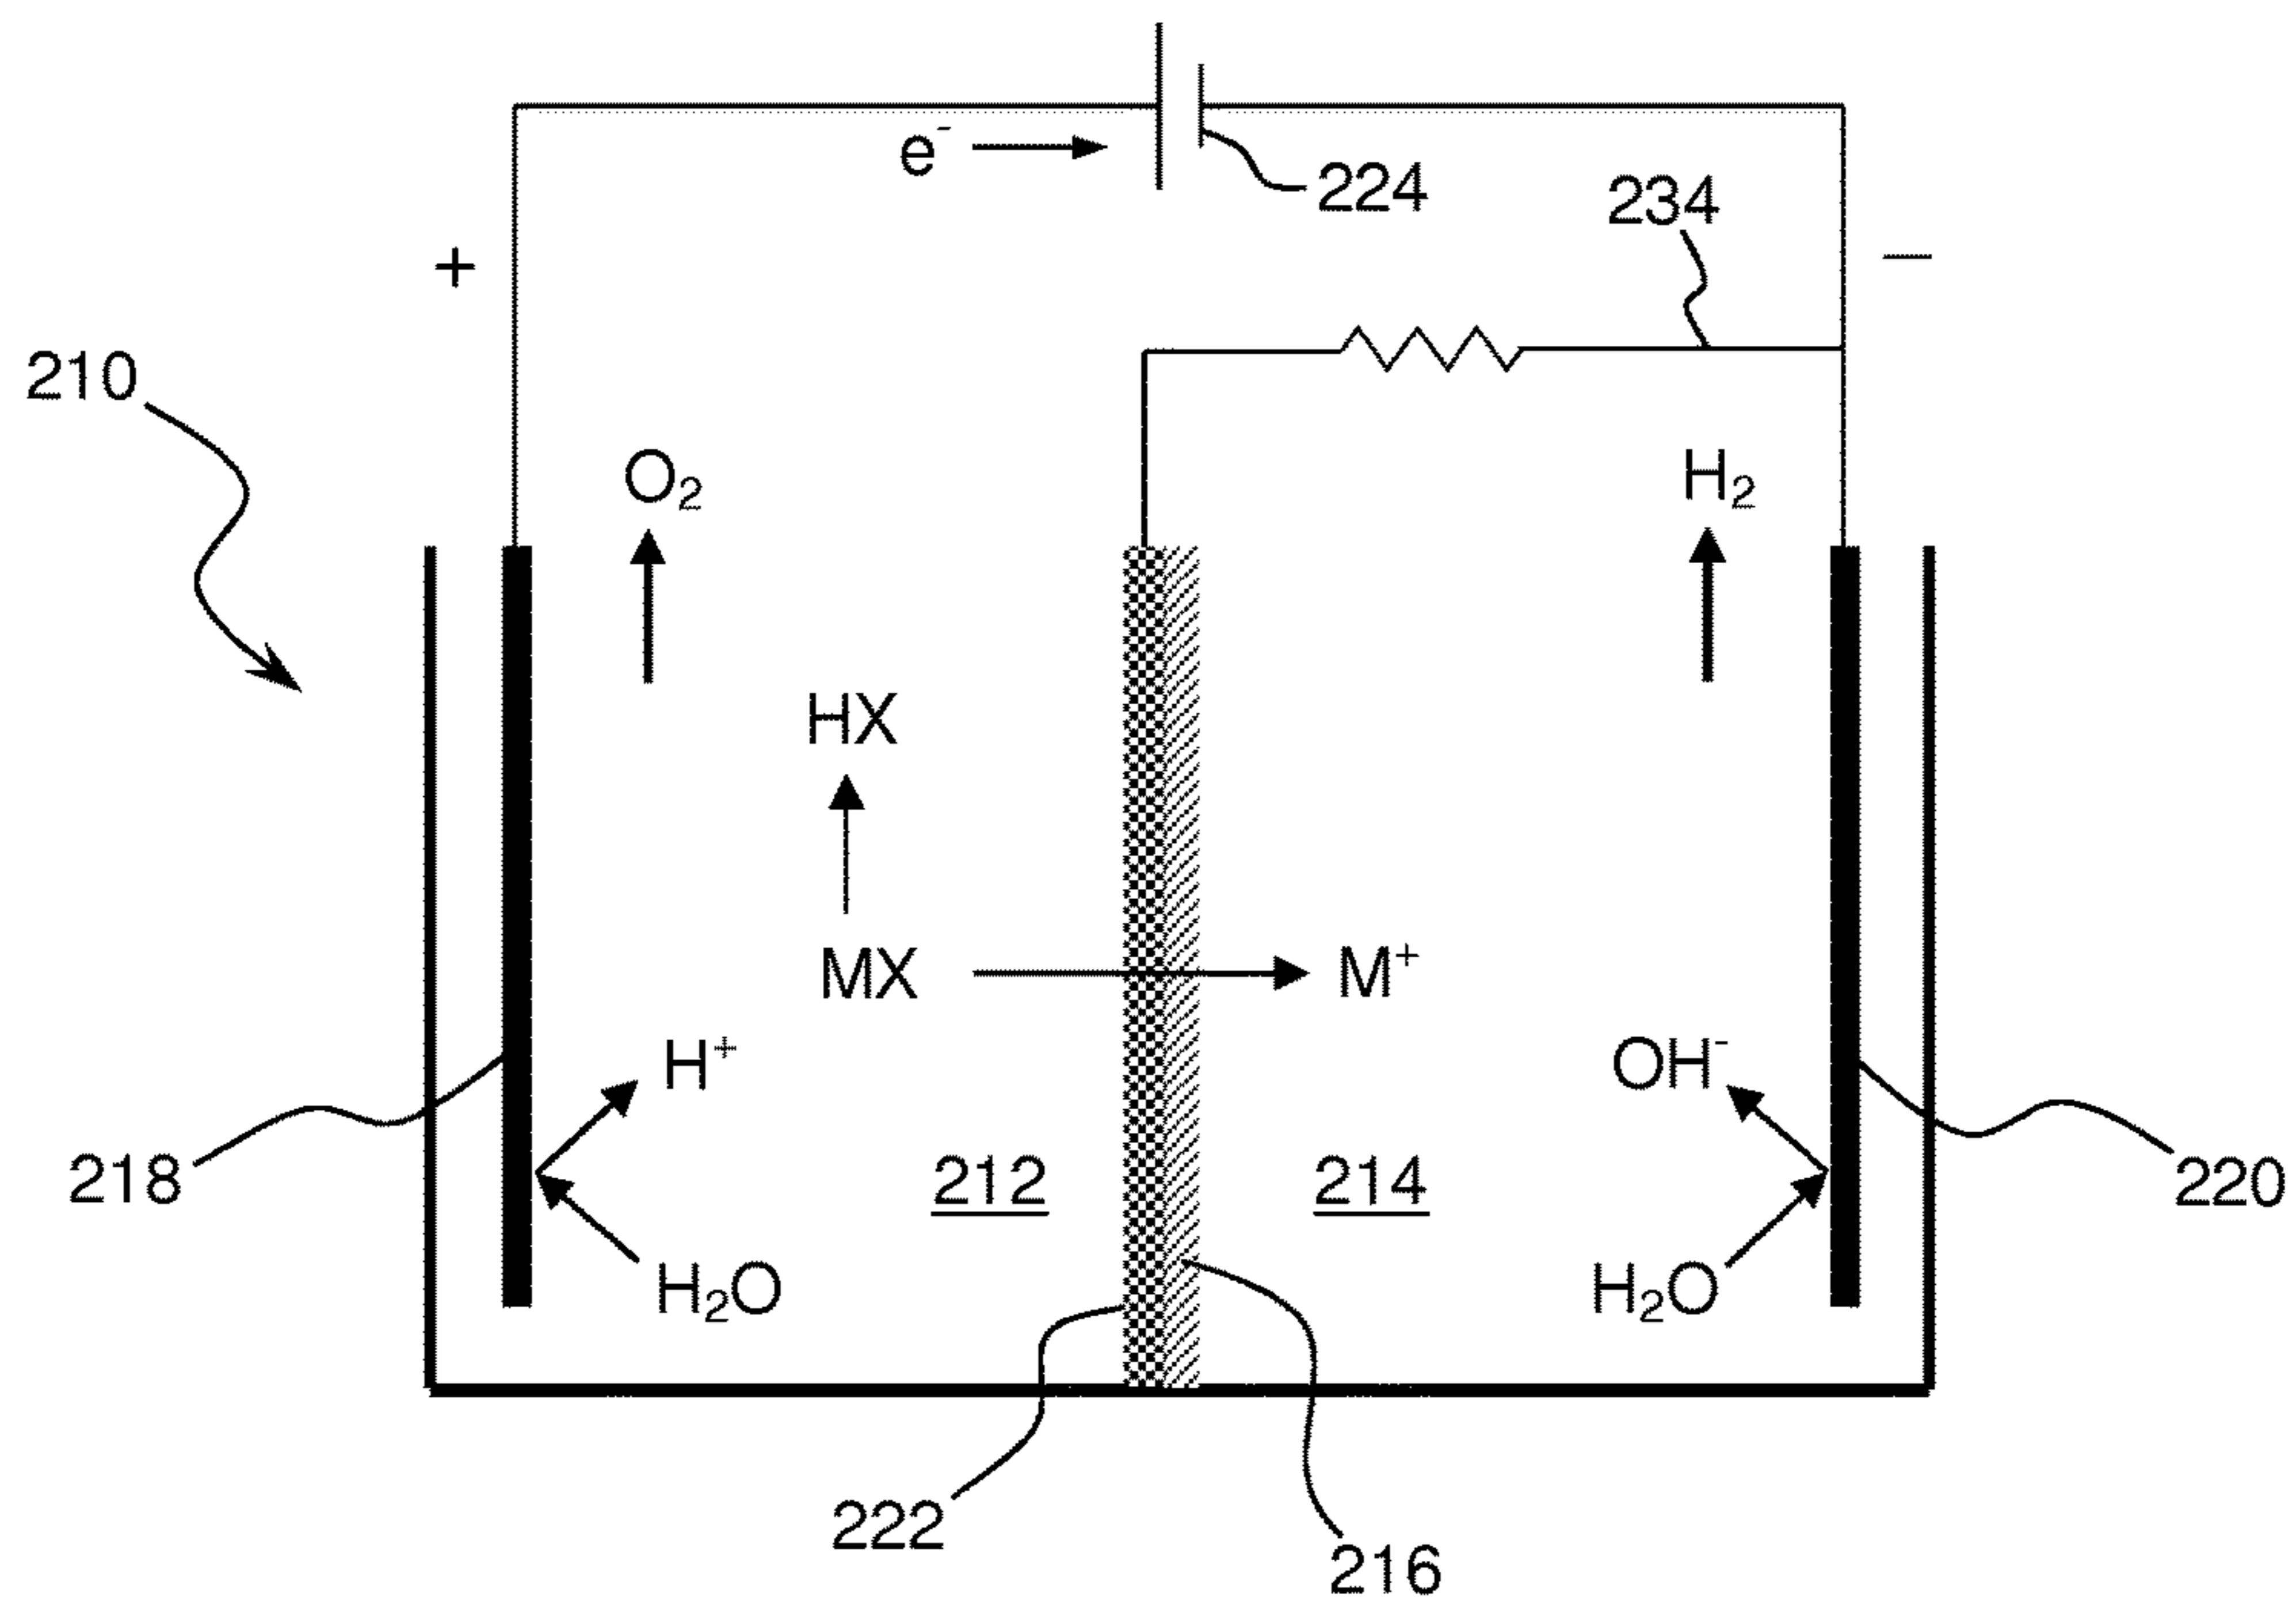 e⁻
224
234
+
−
210
O₂
H₂
HX
MX
M⁺
H⁺
OH⁻
218
212
214
220
H₂O
H₂O
222
216